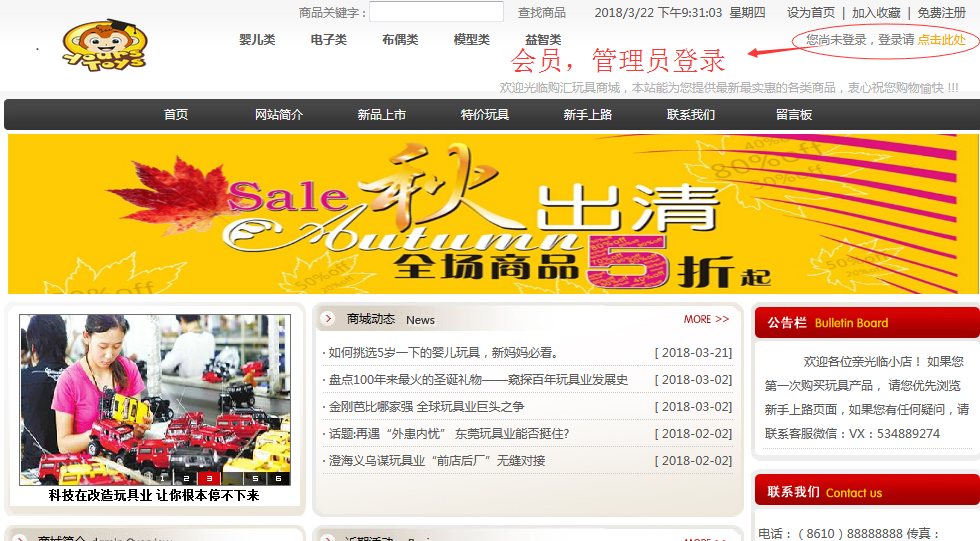 商品关键字： 查找商品 2018/3/22 下午9:31:03 星期四 设为首页 | 加入收藏 | 免费注册
婴儿类 电子类 布偶类 模型类 益智类
您尚未登录，登录请 点击此处
会员，管理员登录
YOUKU TOYS
欢迎光临购汇玩具商城，本站能为您提供最新最实惠的各类商品，衷心祝您购物愉快 !!!
首页 网站简介 新品上市 特价玩具 新手上路 联系我们 留言板
Sale 秋 出清
Autumn
全场商品5折起
80%Off
50%Off
商城动态 News MORE >>
· 如何挑选5岁一下的婴儿玩具，新妈妈必看。 [ 2018-03-21]
· 盘点100年来最火的圣诞礼物——窥探百年玩具业发展史 [ 2018-03-02]
· 金刚芭比哪家强 全球玩具业巨头之争 [ 2018-03-02]
· 话题:再遇“外患内忧” 东莞玩具业能否挺住? [ 2018-02-02]
· 澄海义乌谋玩具业“前店后厂”无缝对接 [ 2018-02-02]
1 2 3 5 6
科技在改造玩具业 让你根本停不下来
公告栏 Bulletin Board
欢迎各位亲光临小店！ 如果您
第一次购买玩具产品， 请您优先浏览
新手上路页面，如果您有任何疑问，请
联系客服微信：VX：534889274
联系我们 Contact us
电话：（8610）88888888 传真：